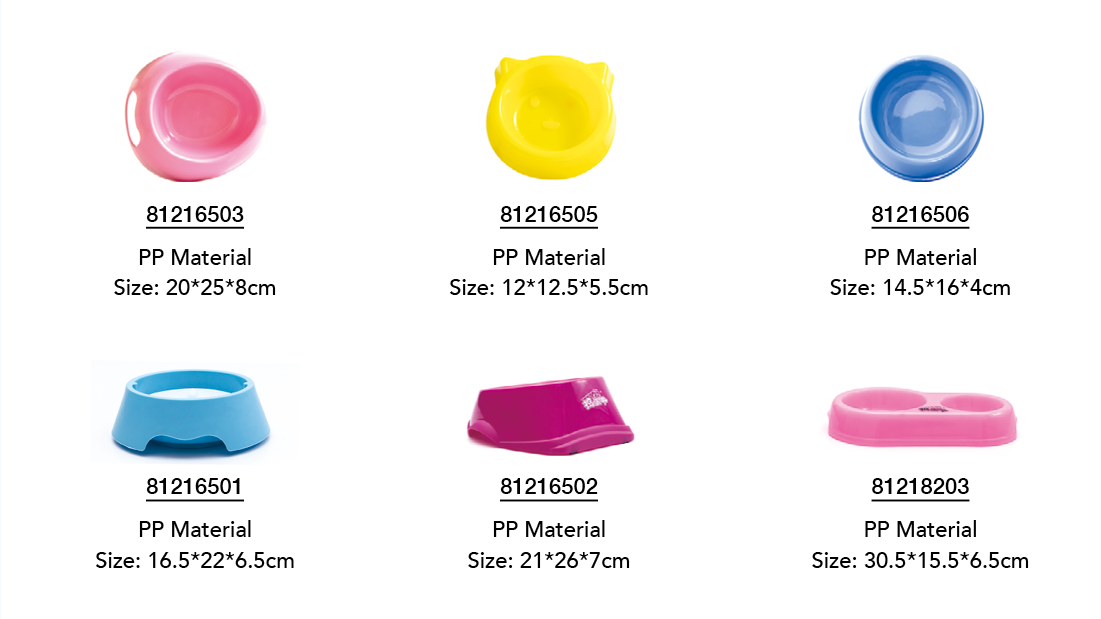 81216503
81216505
81216506
PP Material
PP Material
PP Material
Size: 20*25*8cm
Size: 12*12.5*5.5cm
Size: 14.5*16*4cm
81216501
81216502
81218203
PP Material
PP Material
PP Material
Size: 16.5*22*6.5cm
Size: 21*26*7cm
Size: 30.5*15.5*6.5cm